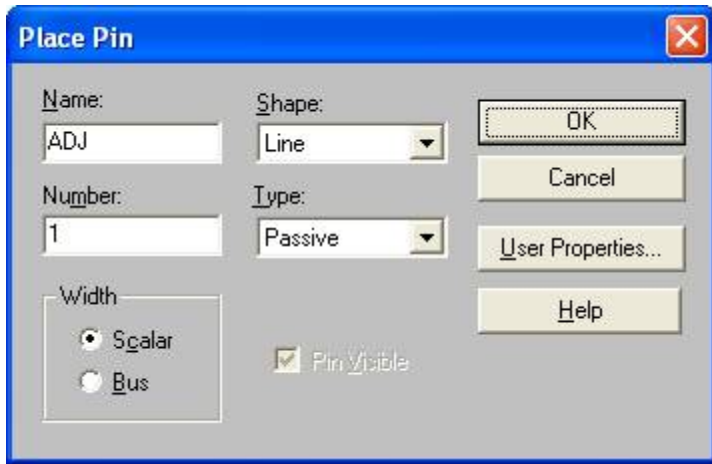 Place Pin
Name:
ADJ
Shape:
Line
OK
Cancel
Number:
1
Type:
Passive
User Properties...
Help
Width
Scalar
Bus
Pin Visible